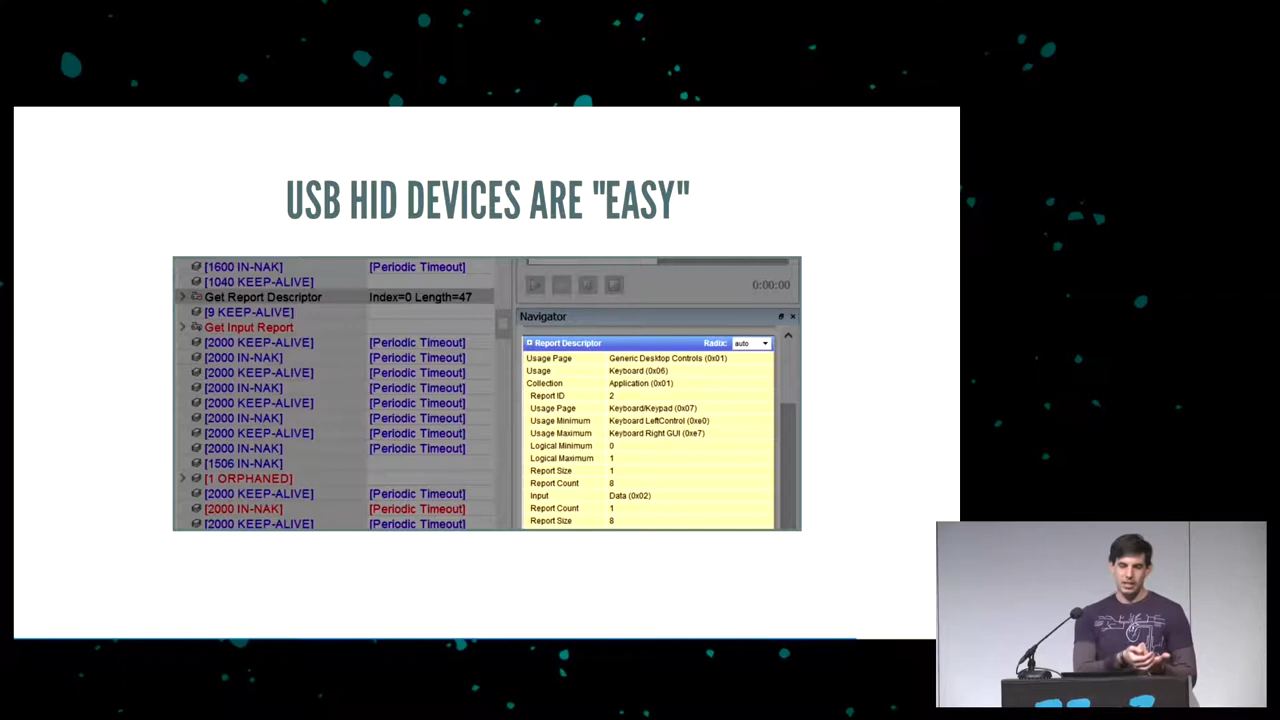 USB HID DEVICES ARE "EASY"
[1600 IN-NAK] [Periodic Timeout]
[1040 KEEP-ALIVE]
Get Report Descriptor Index=0 Length=47
[9 KEEP-ALIVE]
Get Input Report
[2000 KEEP-ALIVE] [Periodic Timeout]
[2000 IN-NAK] [Periodic Timeout]
[2000 KEEP-ALIVE] [Periodic Timeout]
[2000 IN-NAK] [Periodic Timeout]
[2000 KEEP-ALIVE] [Periodic Timeout]
[2000 IN-NAK] [Periodic Timeout]
[2000 KEEP-ALIVE] [Periodic Timeout]
[2000 IN-NAK] [Periodic Timeout]
[1506 IN-NAK]
[1 ORPHANED]
[2000 KEEP-ALIVE] [Periodic Timeout]
[2000 IN-NAK] [Periodic Timeout]
[2000 KEEP-ALIVE] [Periodic Timeout]
0:00:00
Navigator
Report Descriptor Radix: auto
Usage Page Generic Desktop Controls (0x01)
Usage Keyboard (0x06)
Collection Application (0x01)
Report ID 2
Usage Page Keyboard/Keypad (0x07)
Usage Minimum Keyboard LeftControl (0xe0)
Usage Maximum Keyboard Right GUI (0xe7)
Logical Minimum 0
Logical Maximum 1
Report Size 1
Report Count 8
Input Data (0x02)
Report Count 1
Report Size 8